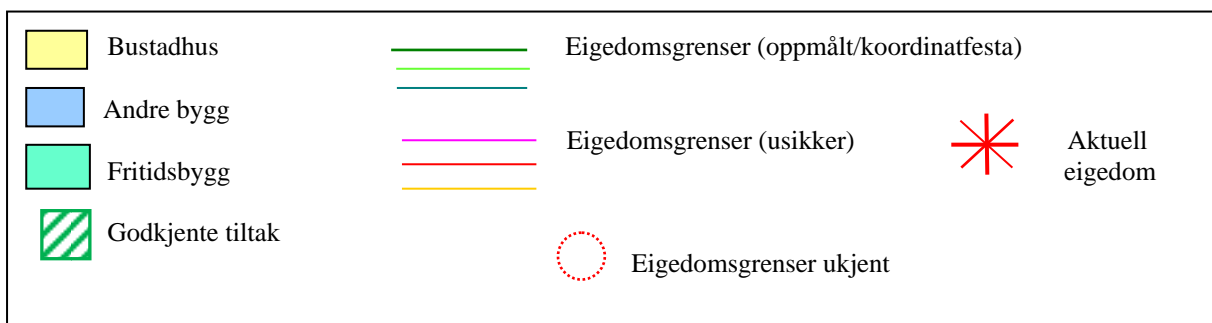 Bustadhus
Andre bygg
Fritidsbygg
Godkjente tiltak
Eigedomsgrenser (oppmålt/koordinatfesta)
Eigedomsgrenser (usikker)
Eigedomsgrenser ukjent
Aktuell
eigedom